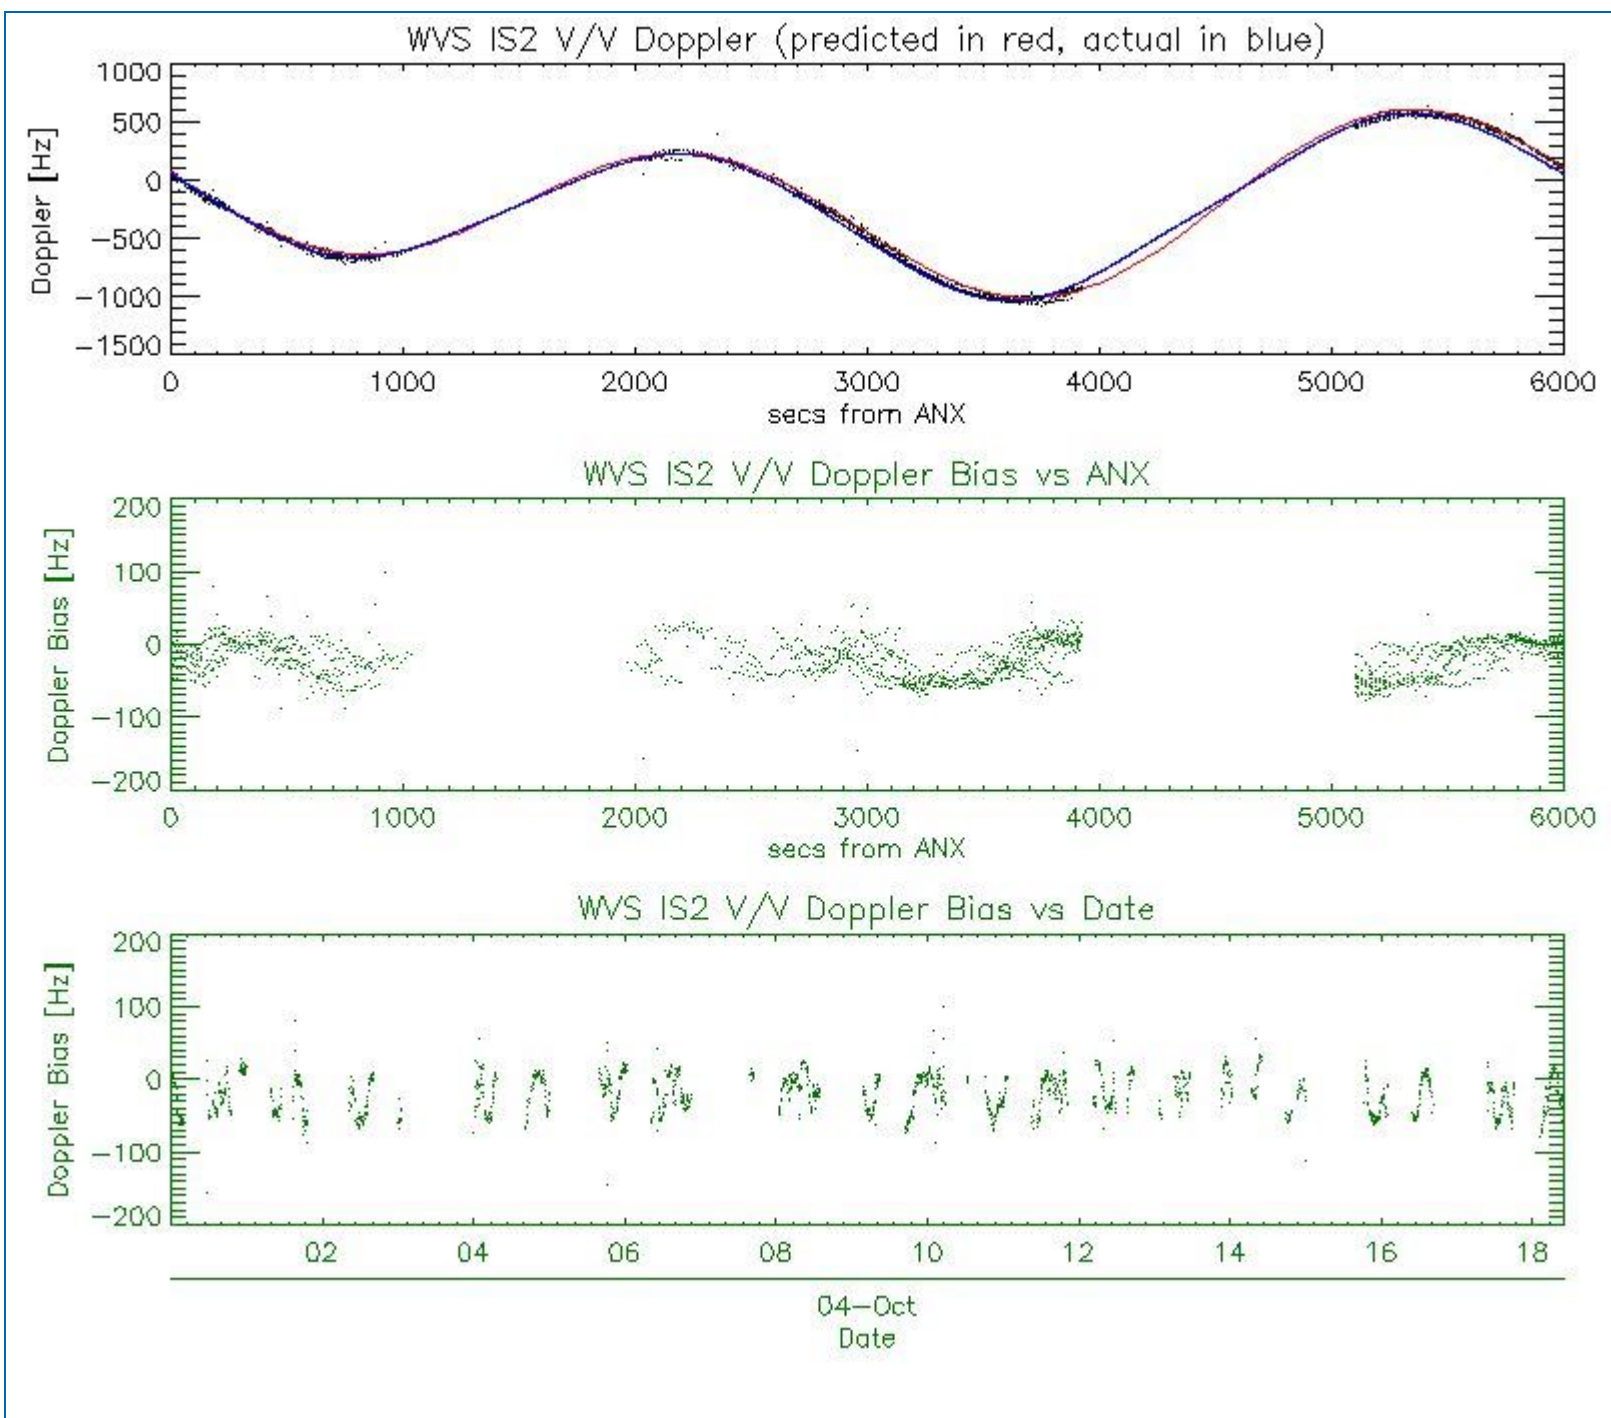 WVS IS2 V/V Doppler (predicted in red, actual in blue)
Doppler [Hz]
1000
500
0
−500
−1000
−1500
0 1000 2000 3000 4000 5000 6000
secs from ANX
WVS IS2 V/V Doppler Bias vs ANX
Doppler Bias [Hz]
200
100
0
−100
−200
0 1000 2000 3000 4000 5000 6000
secs from ANX
WVS IS2 V/V Doppler Bias vs Date
Doppler Bias [Hz]
200
100
0
−100
−200
02 04 06 08 10 12 14 16 18
04−Oct
Date